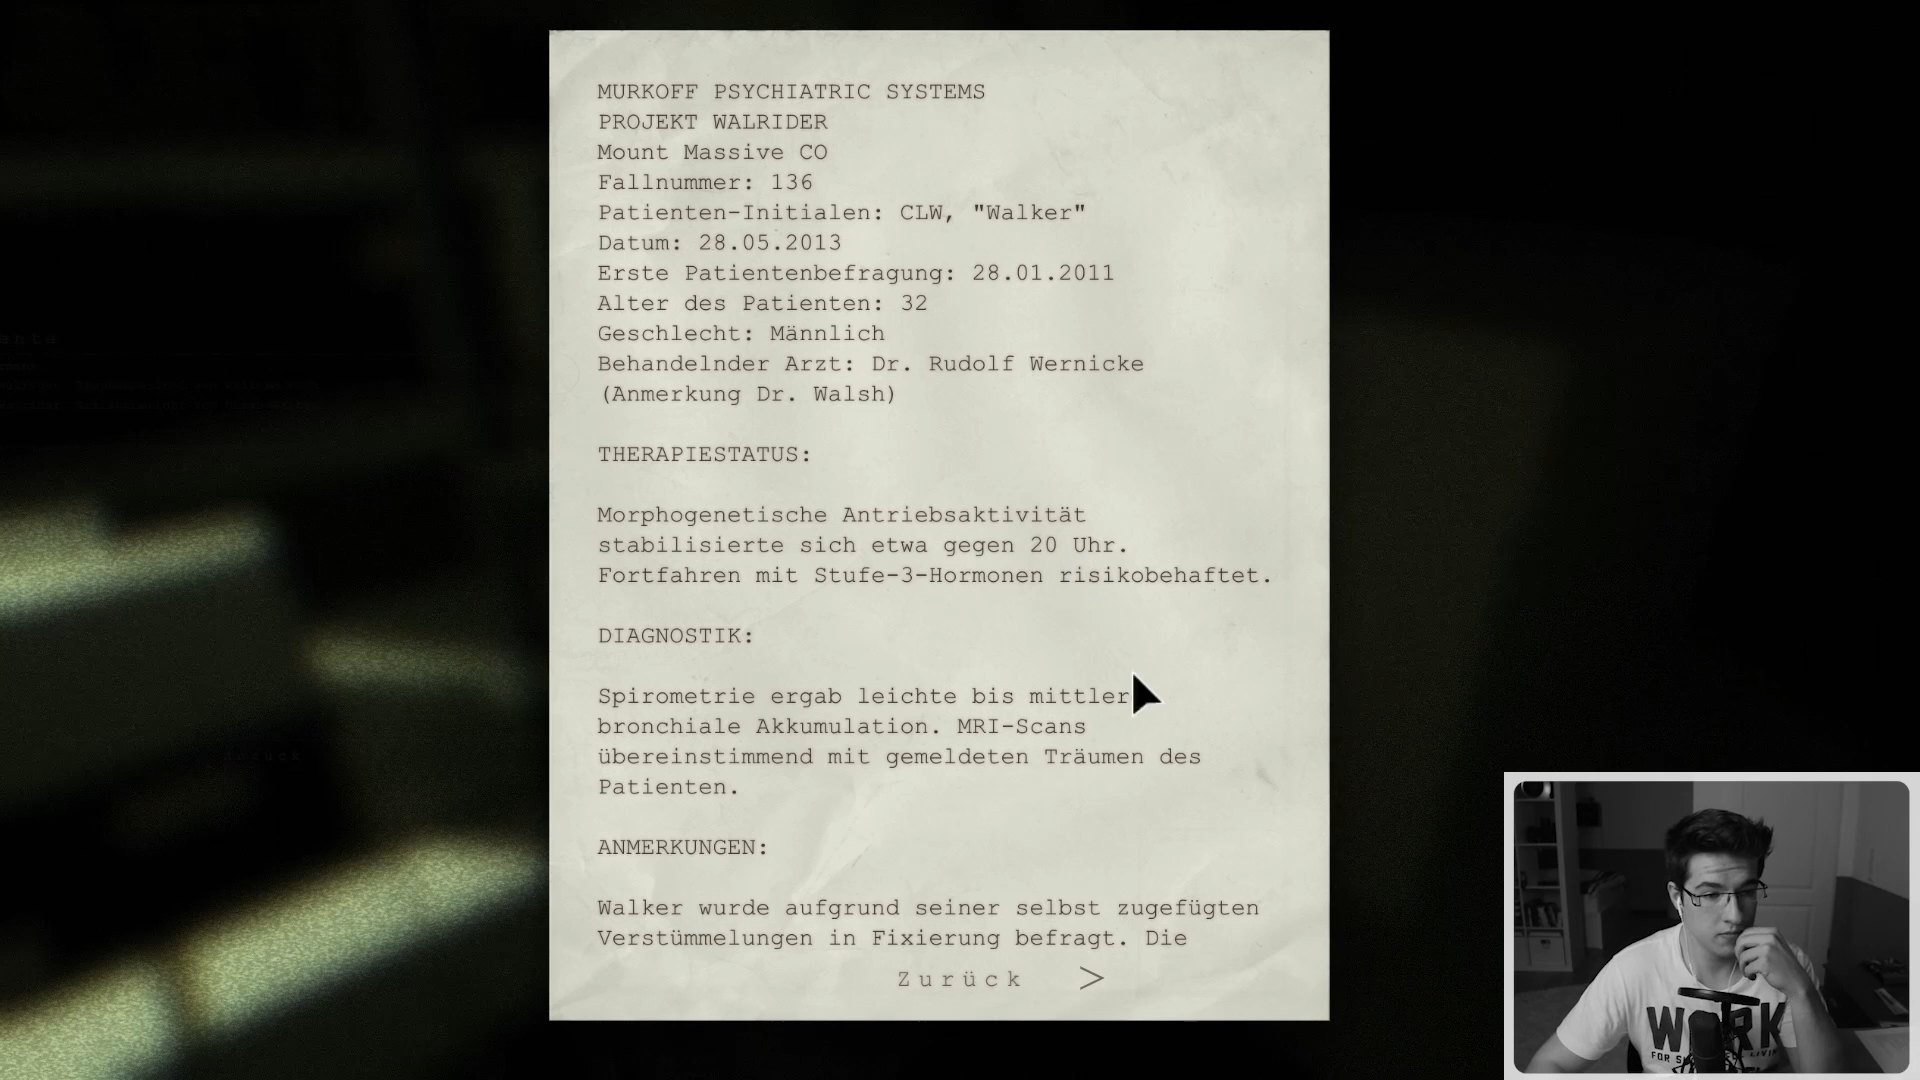 MURKOFF PSYCHIATRIC SYSTEMS
PROJEKT WALRIDER
Mount Massive CO
Fallnummer: 136
Patienten-Initialen: CLW, "Walker"
Datum: 28.05.2013
Erste Patientenbefragung: 28.01.2011
Alter des Patienten: 32
Geschlecht: Männlich
Behandelnder Arzt: Dr. Rudolf Wernicke
(Anmerkung Dr. Walsh)
THERAPIESTATUS:
Morphogenetische Antriebsaktivität
stabilisierte sich etwa gegen 20 Uhr.
Fortfahren mit Stufe-3-Hormonen risikobehaftet.
DIAGNOSTIK:
Spirometrie ergab leichte bis mittler
bronchiale Akkumulation. MRI-Scans
übereinstimmend mit gemeldeten Träumen des
Patienten.
ANMERKUNGEN:
Walker wurde aufgrund seiner selbst zugefügten
Verstümmelungen in Fixierung befragt. Die
Zurück >
WORK